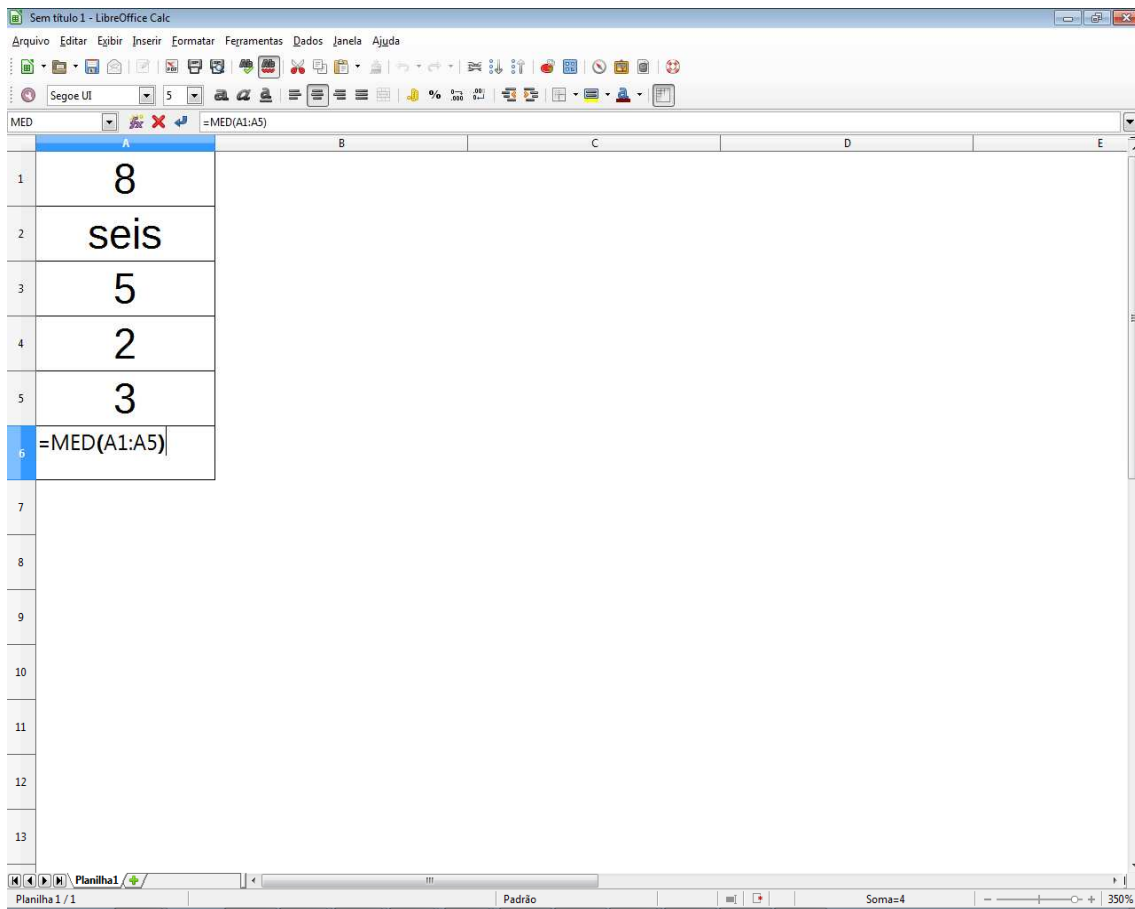 Sem título 1 - LibreOffice Calc
Arquivo Editar Exibir Inserir Formatar Ferramentas Dados Janela Ajuda
Segoe UI 5
MED =MED(A1:A5)
A B C D E
1 8
2 seis
3 5
4 2
5 3
6 =MED(A1:A5)
7
8
9
10
11
12
13
Planilha1
Planilha 1 / 1 Padrão Soma=4 350%